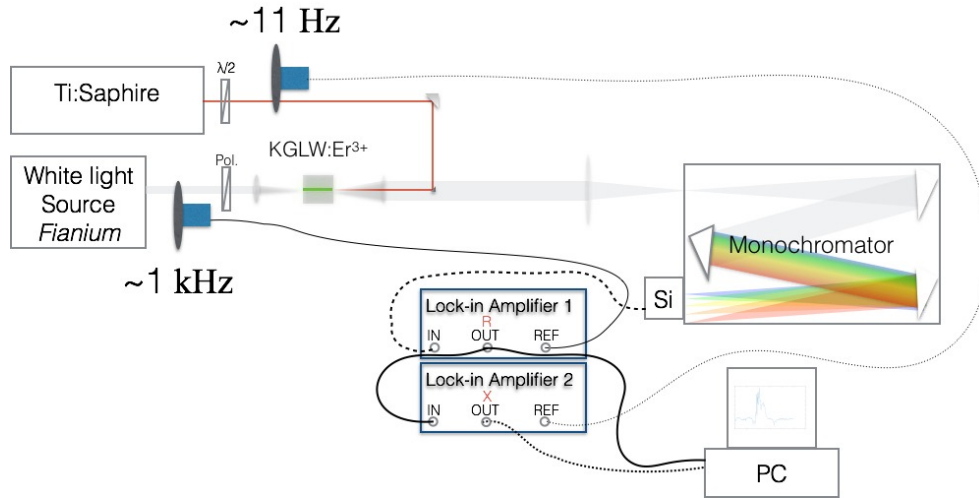 ~11 Hz
λ/2
Ti:Saphire
KGLW:Er³⁺
Pol.
White light
Source
Fianium
~1 kHz
Monochromator
Si
Lock-in Amplifier 1
R
IN OUT REF
Lock-in Amplifier 2
X
IN OUT REF
PC